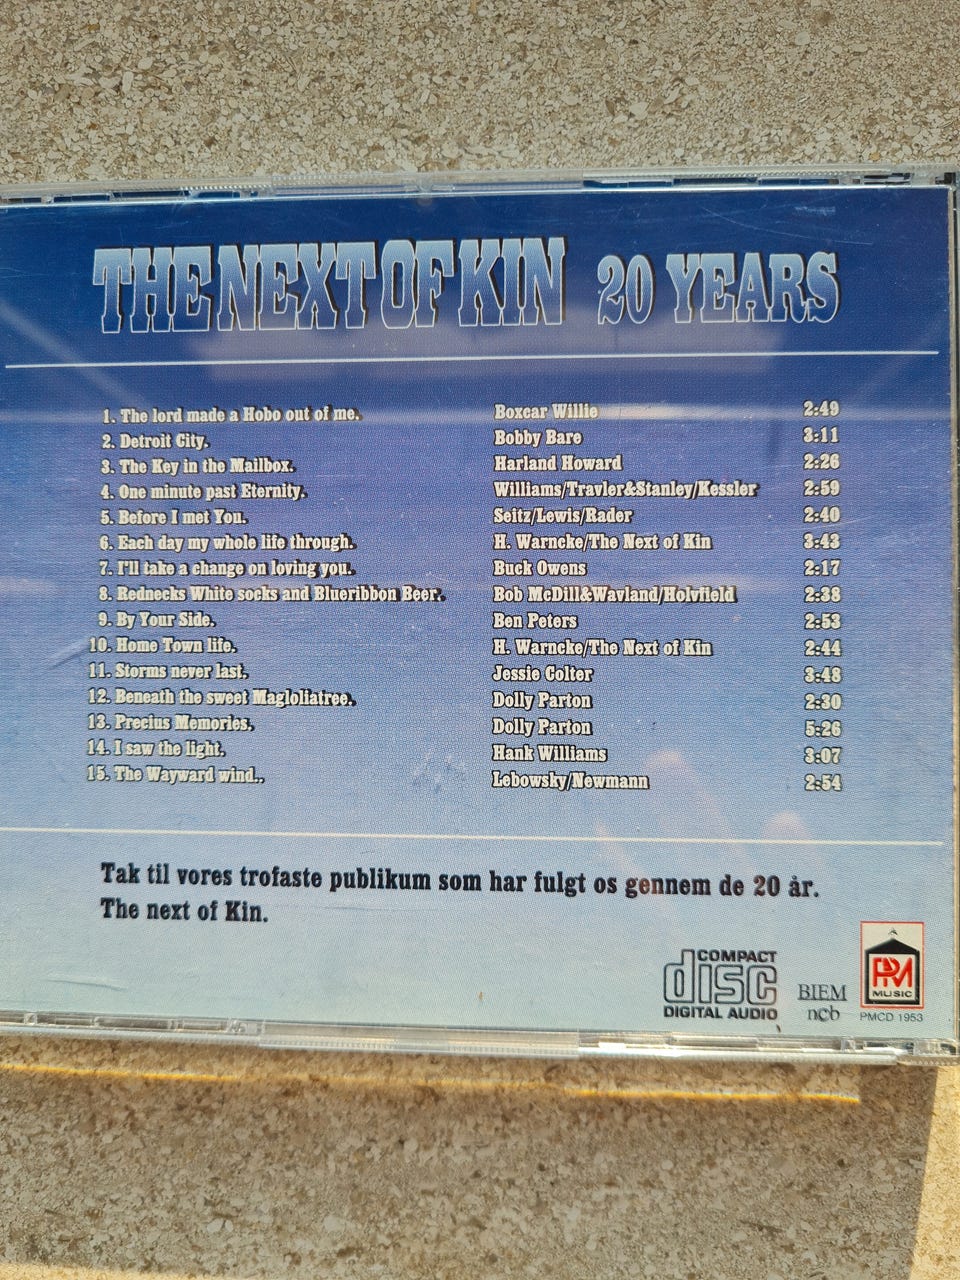 THE NEXT OF KIN 20 YEARS
1. The lord made a Hobo out of me. Boxcar Willie 2:49
2. Detroit City. Bobby Bare 3:11
3. The Key in the Mailbox. Harland Howard 2:26
4. One minute past Eternity. Williams/Travler&Stanley/Kessler 2:59
5. Before I met You. Seitz/Lewis/Rader 2:40
6. Each day my whole life through. H. Warncke/The Next of Kin 3:43
7. I'll take a change on loving you. Buck Owens 2:17
8. Rednecks White socks and Blueribbon Beer. Bob McDill&Wavland/Holvfield 2:38
9. By Your Side. Ben Peters 2:53
10. Home Town life. H. Warncke/The Next of Kin 2:44
11. Storms never last. Jessie Colter 3:48
12. Beneath the sweet Magloliatree. Dolly Parton 2:30
13. Precius Memories. Dolly Parton 5:26
14. I saw the light. Hank Williams 3:07
15. The Wayward wind.. Lebowsky/Newmann 2:54
Tak til vores trofaste publikum som har fulgt os gennem de 20 år.
The next of Kin.
COMPACT
disc
DIGITAL AUDIO
BIEM
ncb
PM
MUSIC
PMCD 1953